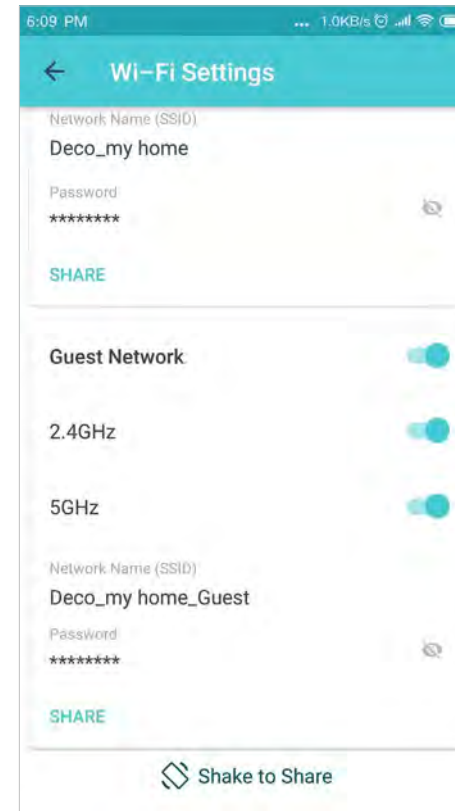 6:09 PM ... 1.0KB/s
Wi-Fi Settings
Network Name (SSID)
Deco_my home
Password
********
SHARE
Guest Network
2.4GHz
5GHz
Network Name (SSID)
Deco_my home_Guest
Password
********
SHARE
Shake to Share